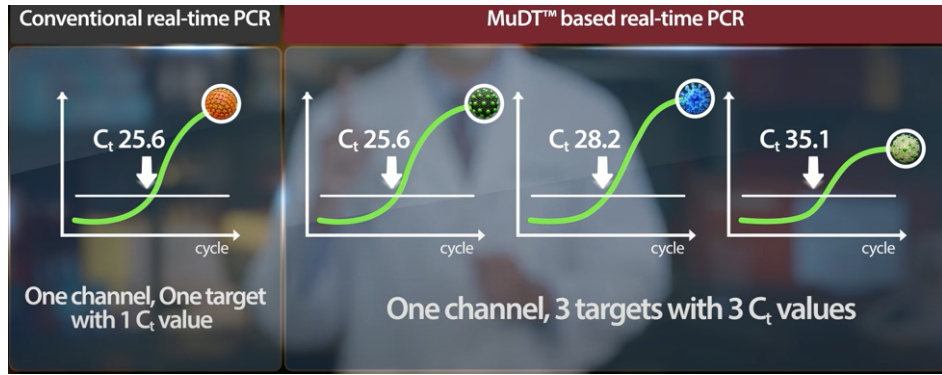 Conventional real-time PCR
MuDT™ based real-time PCR
Ct 25.6
cycle
One channel, One target
with 1 Ct value
Ct 25.6
cycle
Ct 28.2
cycle
Ct 35.1
cycle
One channel, 3 targets with 3 Ct values